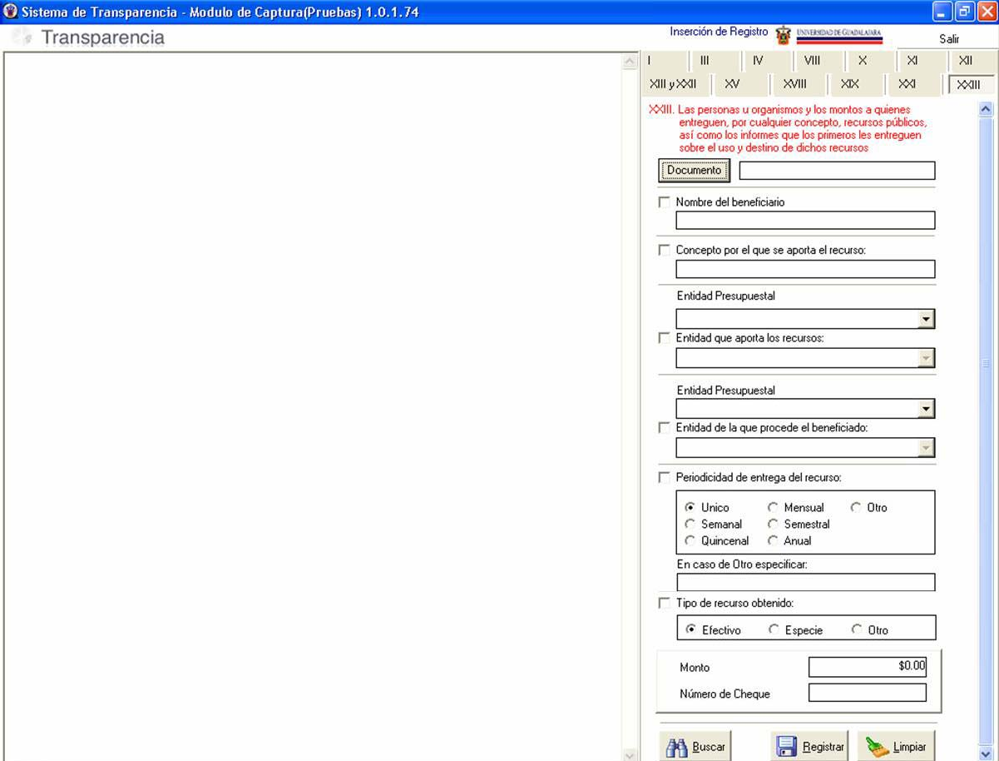 Sistema de Transparencia - Modulo de Captura(Pruebas) 1.0.1.74
Transparencia
Inserción de Registro
UNIVERSIDAD DE GUADALAJARA
Salir
I III IV VIII X XI XII
XIII y XXII XV XVIII XIX XXI XXIII
XXIII. Las personas u organismos y los montos a quienes
entreguen, por cualquier concepto, recursos públicos,
así como los informes que los primeros les entreguen
sobre el uso y destino de dichos recursos
Documento
Nombre del beneficiario
Concepto por el que se aporta el recurso:
Entidad Presupuestal
Entidad que aporta los recursos:
Entidad Presupuestal
Entidad de la que procede el beneficiado:
Periodicidad de entrega del recurso:
Unico Mensual Otro
Semanal Semestral
Quincenal Anual
En caso de Otro especificar:
Tipo de recurso obtenido:
Efectivo Especie Otro
Monto $0.00
Número de Cheque
Buscar Registrar Limpiar